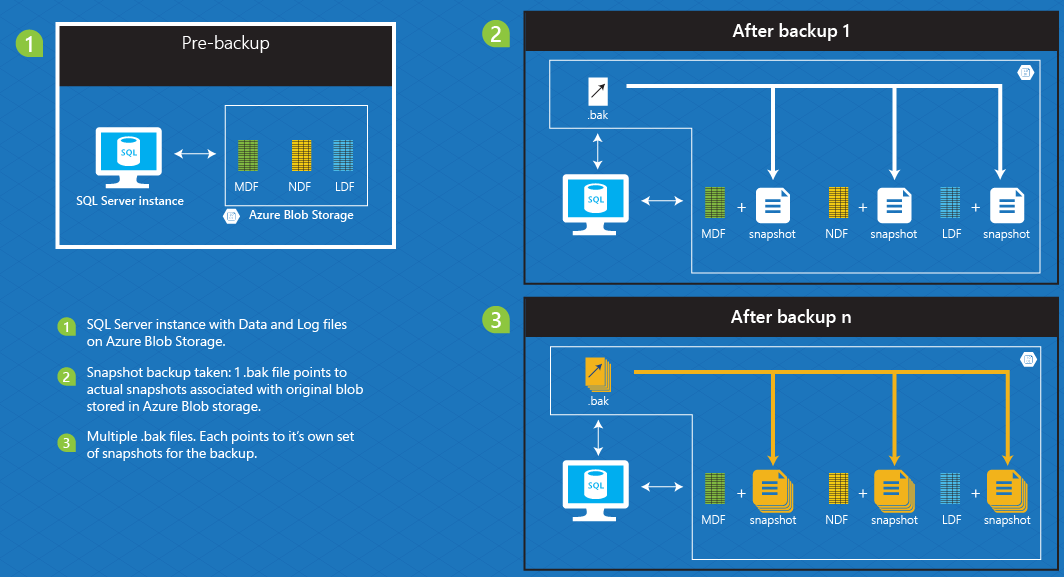 1
Pre-backup
SQL
SQL Server instance
MDF
NDF
LDF
Azure Blob Storage
1
SQL Server instance with Data and Log files
on Azure Blob Storage.
2
Snapshot backup taken: 1 .bak file points to
actual snapshots associated with original blob
stored in Azure Blob storage.
3
Multiple .bak files. Each points to it's own set
of snapshots for the backup.
2
After backup 1
.bak
SQL
MDF
+
snapshot
NDF
+
snapshot
LDF
+
snapshot
3
After backup n
.bak
SQL
MDF
+
snapshot
NDF
+
snapshot
LDF
+
snapshot